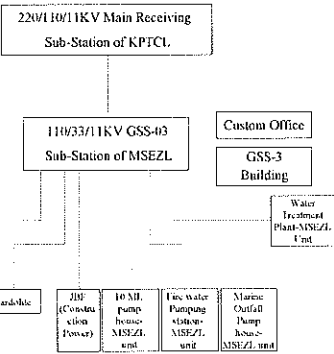 220/110/11KV Main Receiving
Sub-Station of KPTCL
110/33/11KV GSS-03
Sub-Station of MSEZL
Custom Office
GSS-3
Building
Water
Treatment
Plant-MSEZL
Unit
ardolite
JBF
(Constru
ction
Power)
10 ML
pump
house-
MSEZL
unit
Fire water
Pumping
station-
MSEZL
unit
Marine
Outfall
Pump
house-
MSEZL unit